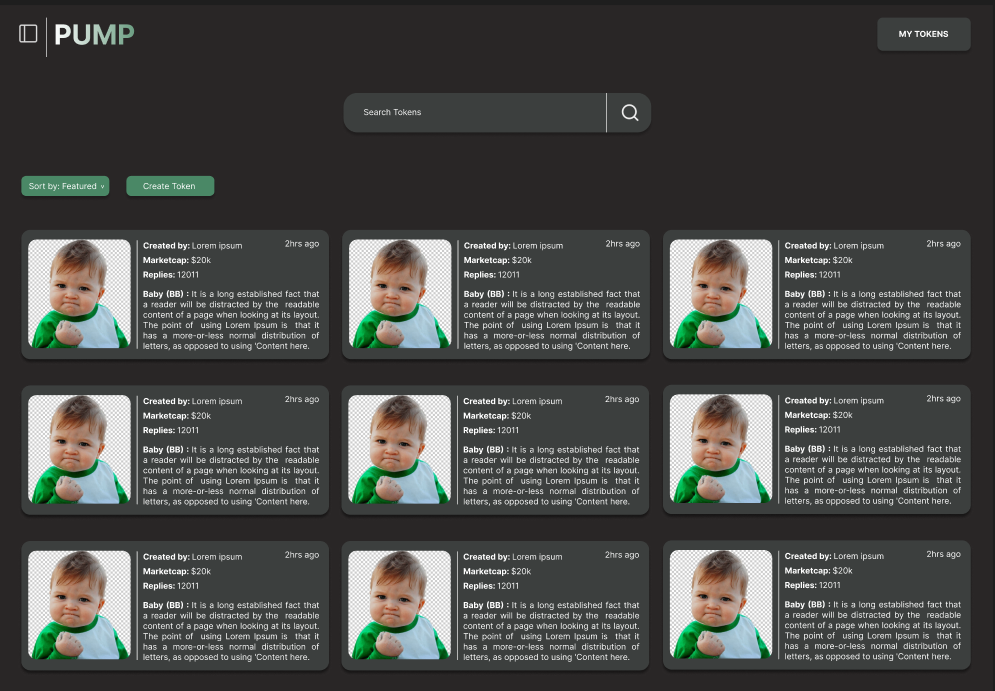 PUMP
MY TOKENS
Search Tokens
Sort by: Featured v
Create Token
Created by: Lorem ipsum
2hrs ago
Marketcap: $20k
Replies: 12011
Baby (BB) : It is a long established fact that
a reader will be distracted by the readable
content of a page when looking at its layout.
The point of using Lorem Ipsum is that it
has a more-or-less normal distribution of
letters, as opposed to using 'Content here.
Created by: Lorem ipsum
2hrs ago
Marketcap: $20k
Replies: 12011
Baby (BB) : It is a long established fact that
a reader will be distracted by the readable
content of a page when looking at its layout.
The point of using Lorem Ipsum is that it
has a more-or-less normal distribution of
letters, as opposed to using 'Content here.
Created by: Lorem ipsum
2hrs ago
Marketcap: $20k
Replies: 12011
Baby (BB) : It is a long established fact that
a reader will be distracted by the readable
content of a page when looking at its layout.
The point of using Lorem Ipsum is that it
has a more-or-less normal distribution of
letters, as opposed to using 'Content here.
Created by: Lorem ipsum
2hrs ago
Marketcap: $20k
Replies: 12011
Baby (BB) : It is a long established fact that
a reader will be distracted by the readable
content of a page when looking at its layout.
The point of using Lorem Ipsum is that it
has a more-or-less normal distribution of
letters, as opposed to using 'Content here.
Created by: Lorem ipsum
2hrs ago
Marketcap: $20k
Replies: 12011
Baby (BB) : It is a long established fact that
a reader will be distracted by the readable
content of a page when looking at its layout.
The point of using Lorem Ipsum is that it
has a more-or-less normal distribution of
letters, as opposed to using 'Content here.
Created by: Lorem ipsum
2hrs ago
Marketcap: $20k
Replies: 12011
Baby (BB) : It is a long established fact that
a reader will be distracted by the readable
content of a page when looking at its layout.
The point of using Lorem Ipsum is that it
has a more-or-less normal distribution of
letters, as opposed to using 'Content here.
Created by: Lorem ipsum
2hrs ago
Marketcap: $20k
Replies: 12011
Baby (BB) : It is a long established fact that
a reader will be distracted by the readable
content of a page when looking at its layout.
The point of using Lorem Ipsum is that it
has a more-or-less normal distribution of
letters, as opposed to using 'Content here.
Created by: Lorem ipsum
2hrs ago
Marketcap: $20k
Replies: 12011
Baby (BB) : It is a long established fact that
a reader will be distracted by the readable
content of a page when looking at its layout.
The point of using Lorem Ipsum is that it
has a more-or-less normal distribution of
letters, as opposed to using 'Content here.
Created by: Lorem ipsum
2hrs ago
Marketcap: $20k
Replies: 12011
Baby (BB) : It is a long established fact that
a reader will be distracted by the readable
content of a page when looking at its layout.
The point of using Lorem Ipsum is that it
has a more-or-less normal distribution of
letters, as opposed to using 'Content here.